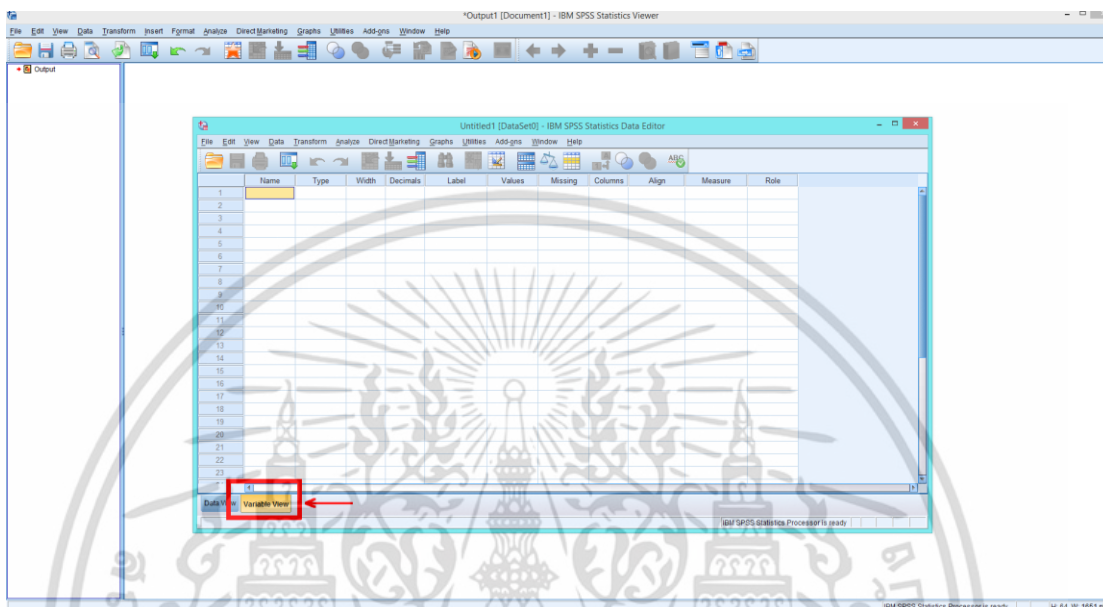 *Output1 [Document1] - IBM SPSS Statistics Viewer
File Edit View Data Transform Insert Format Analyze Direct Marketing Graphs Utilities Add-ons Window Help
Output
Untitled1 [DataSet0] - IBM SPSS Statistics Data Editor
File Edit View Data Transform Analyze Direct Marketing Graphs Utilities Add-ons Window Help
ABC
Name Type Width Decimals Label Values Missing Columns Align Measure Role
1
2
3
4
5
6
7
8
9
10
11
12
13
14
15
16
17
18
19
20
21
22
23
Data View Variable View
IBM SPSS Statistics Processor is ready
IBM SPSS Statistics Processor is ready H: 64, W: 1651